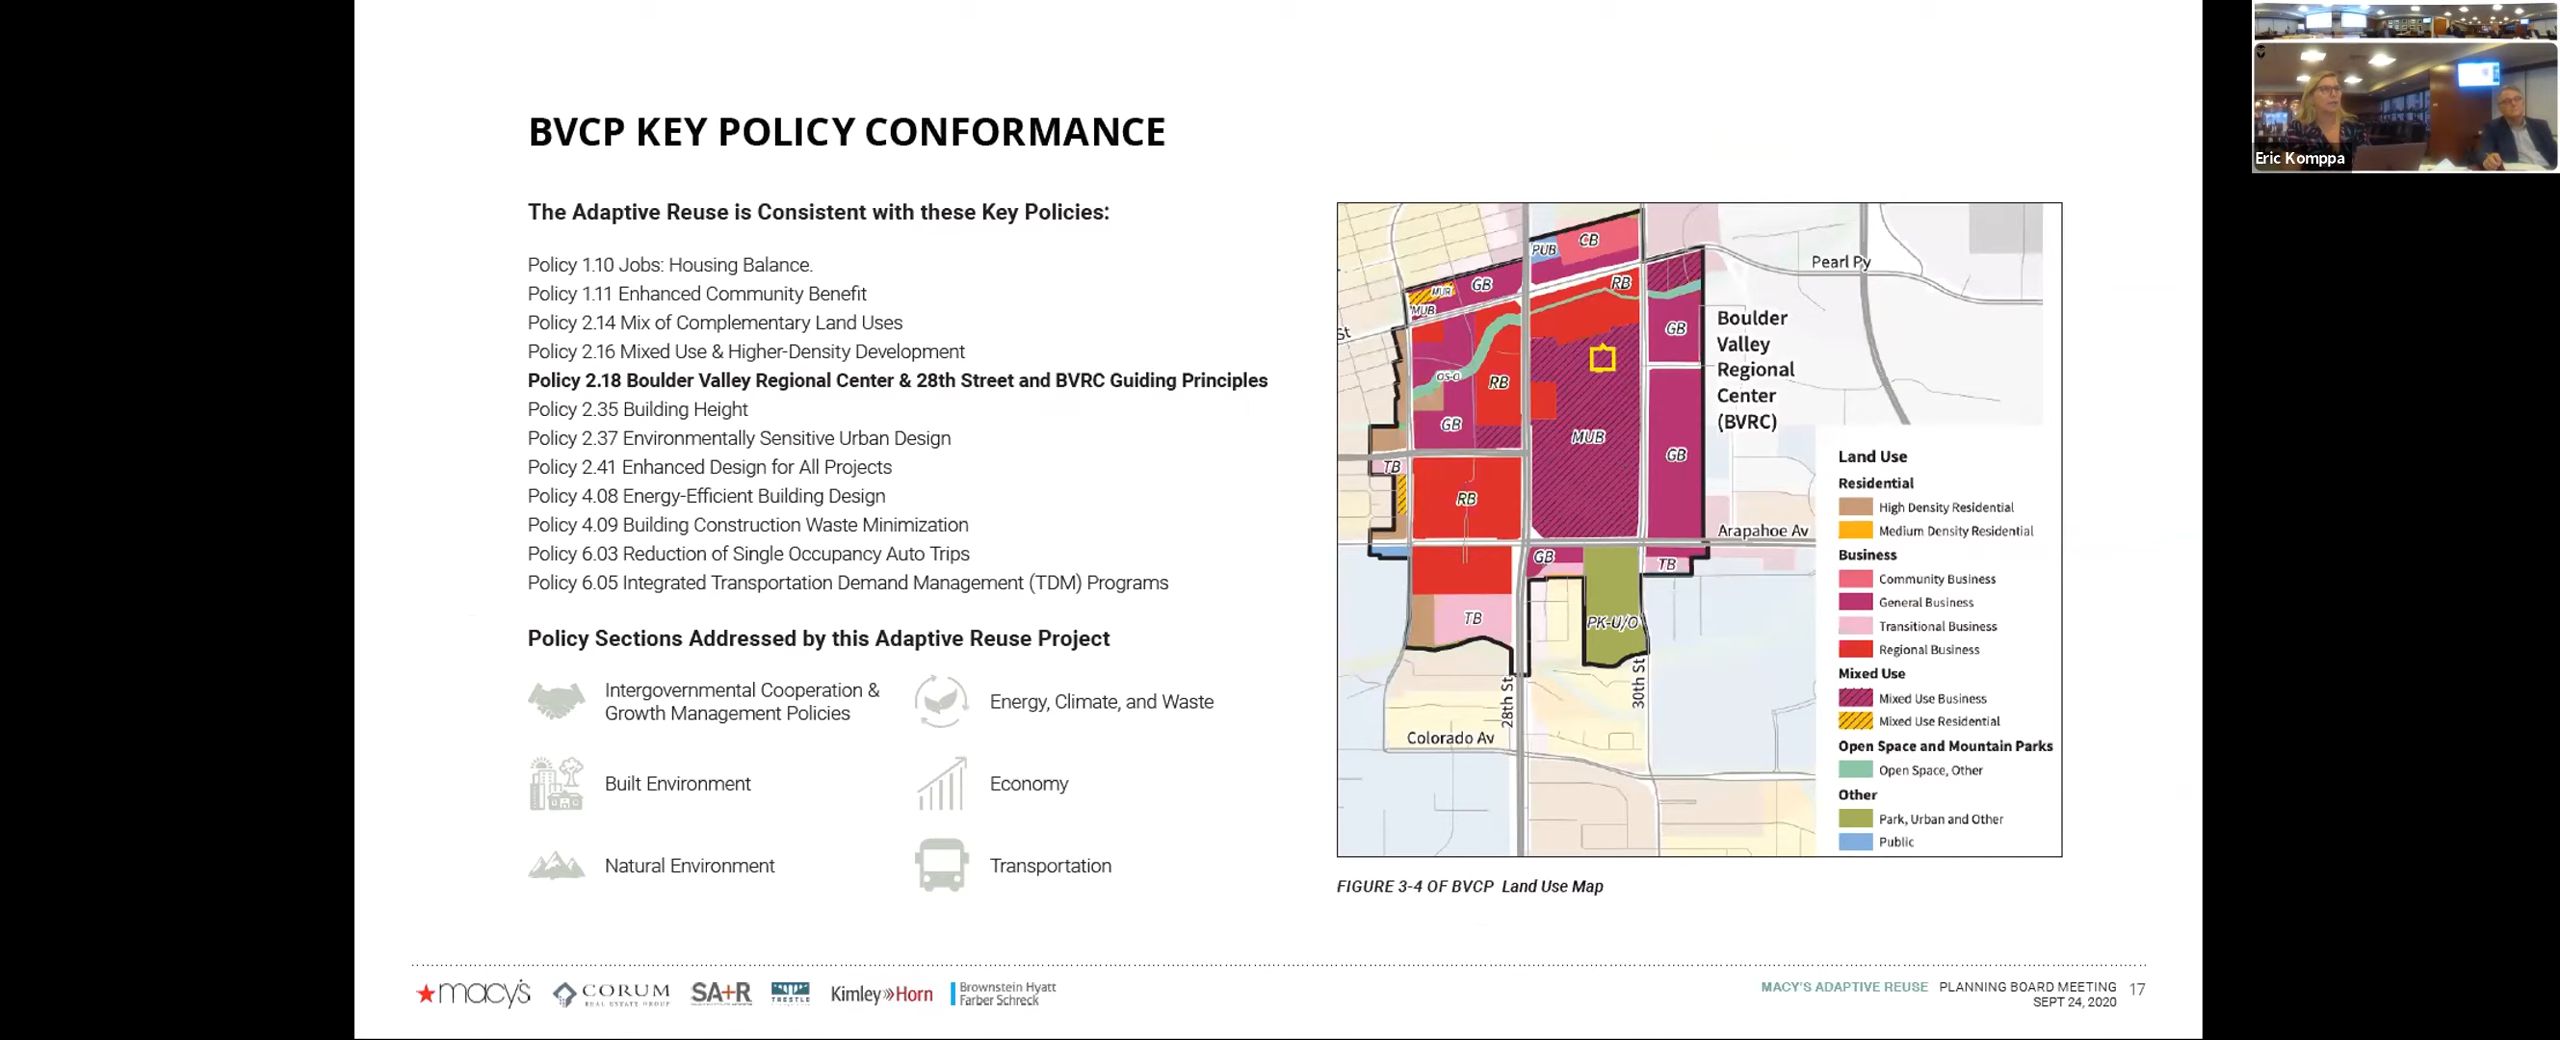 BVCP KEY POLICY CONFORMANCE
The Adaptive Reuse is Consistent with these Key Policies:
Policy 1.10 Jobs: Housing Balance.
Policy 1.11 Enhanced Community Benefit
Policy 2.14 Mix of Complementary Land Uses
Policy 2.16 Mixed Use & Higher-Density Development
Policy 2.18 Boulder Valley Regional Center & 28th Street and BVRC Guiding Principles
Policy 2.35 Building Height
Policy 2.37 Environmentally Sensitive Urban Design
Policy 2.41 Enhanced Design for All Projects
Policy 4.08 Energy-Efficient Building Design
Policy 4.09 Building Construction Waste Minimization
Policy 6.03 Reduction of Single Occupancy Auto Trips
Policy 6.05 Integrated Transportation Demand Management (TDM) Programs
Policy Sections Addressed by this Adaptive Reuse Project
Intergovernmental Cooperation &
Growth Management Policies
Energy, Climate, and Waste
Built Environment
Economy
Natural Environment
Transportation
PUB
CB
Pearl Py
GB
RB
MUR
MUB
St
GB
Boulder
Valley
Regional
Center
(BVRC)
OS-O
RB
GB
MUB
GB
TB
RB
Arapahoe Av
GB
TB
TB
PK-U/O
28th St
30th St
Colorado Av
Land Use
Residential
High Density Residential
Medium Density Residential
Business
Community Business
General Business
Transitional Business
Regional Business
Mixed Use
Mixed Use Business
Mixed Use Residential
Open Space and Mountain Parks
Open Space, Other
Other
Park, Urban and Other
Public
FIGURE 3-4 OF BVCP Land Use Map
macy's
CORUM
REAL ESTATE GROUP
SA+R
TRESTLE
Kimley»Horn
Brownstein Hyatt
Farber Schreck
MACY'S ADAPTIVE REUSE PLANNING BOARD MEETING 17
SEPT 24, 2020
Eric Komppa